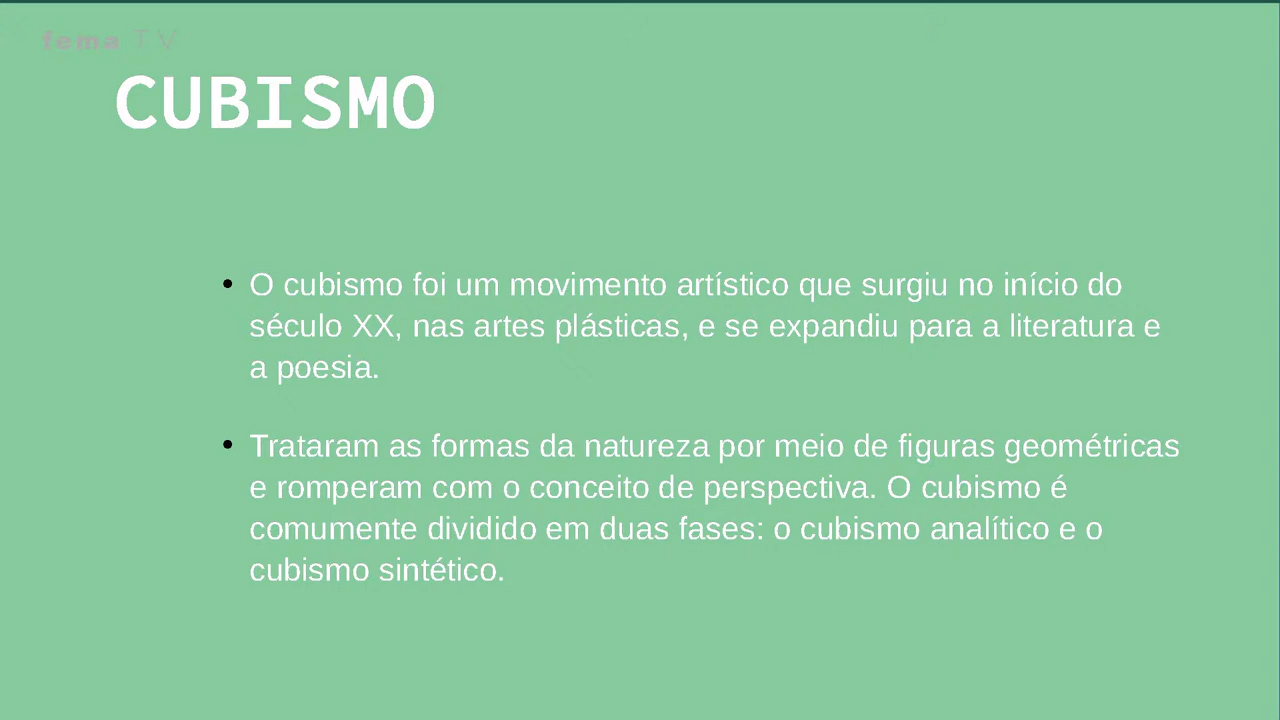 fema TV
CUBISMO
• O cubismo foi um movimento artístico que surgiu no início do
século XX, nas artes plásticas, e se expandiu para a literatura e
a poesia.
• Trataram as formas da natureza por meio de figuras geométricas
e romperam com o conceito de perspectiva. O cubismo é
comumente dividido em duas fases: o cubismo analítico e o
cubismo sintético.